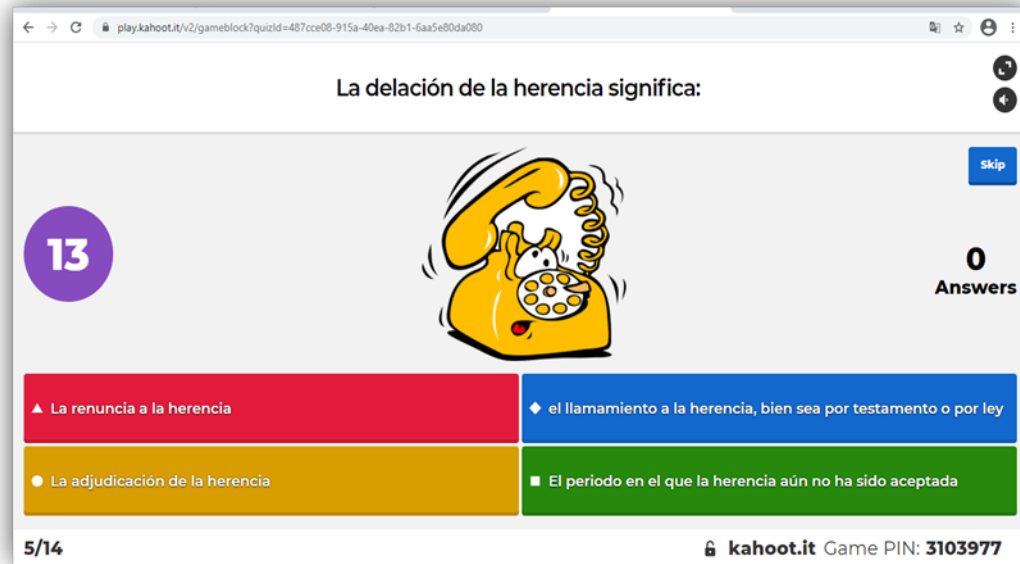 play.kahoot.it/v2/gameblock?quizId=487cce08-915a-40ea-82b1-6aa5e80da080
La delación de la herencia significa:
Skip
13
0
Answers
La renuncia a la herencia
el llamamiento a la herencia, bien sea por testamento o por ley
La adjudicación de la herencia
El periodo en el que la herencia aún no ha sido aceptada
5/14
kahoot.it Game PIN: 3103977